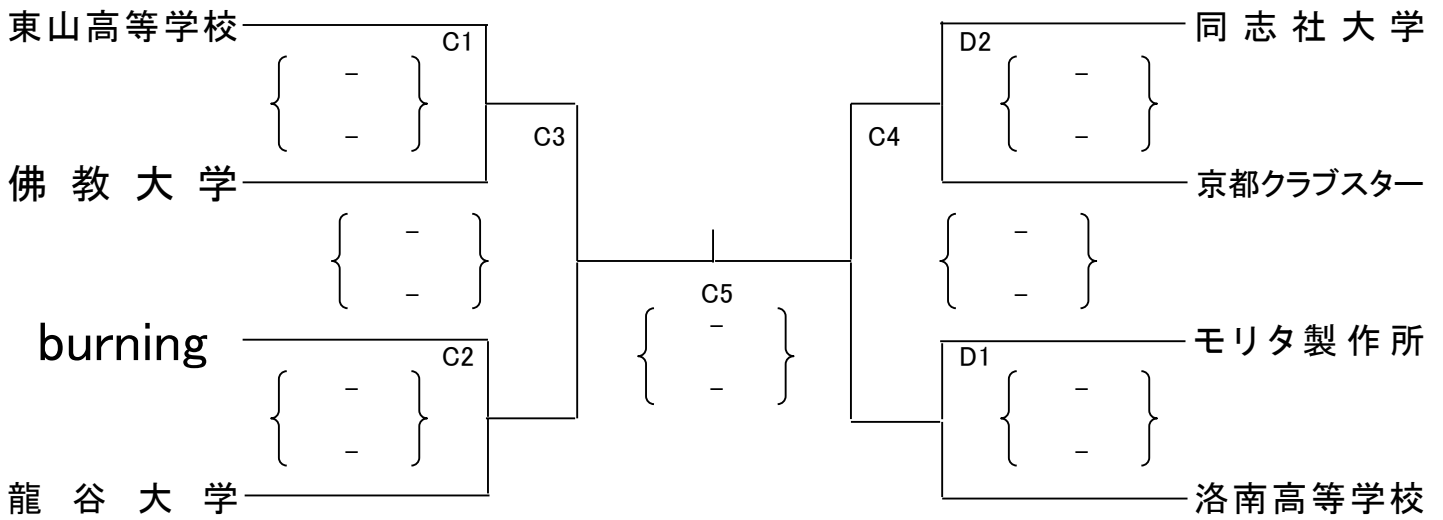 東山高等学校
C1
{ - - }
佛教大学
C3
{ - - }
burning
C2
{ - - }
龍谷大学
C5
{ - - }
同志社大学
D2
{ - - }
京都クラブスター
C4
{ - - }
モリタ製作所
D1
{ - - }
洛南高等学校